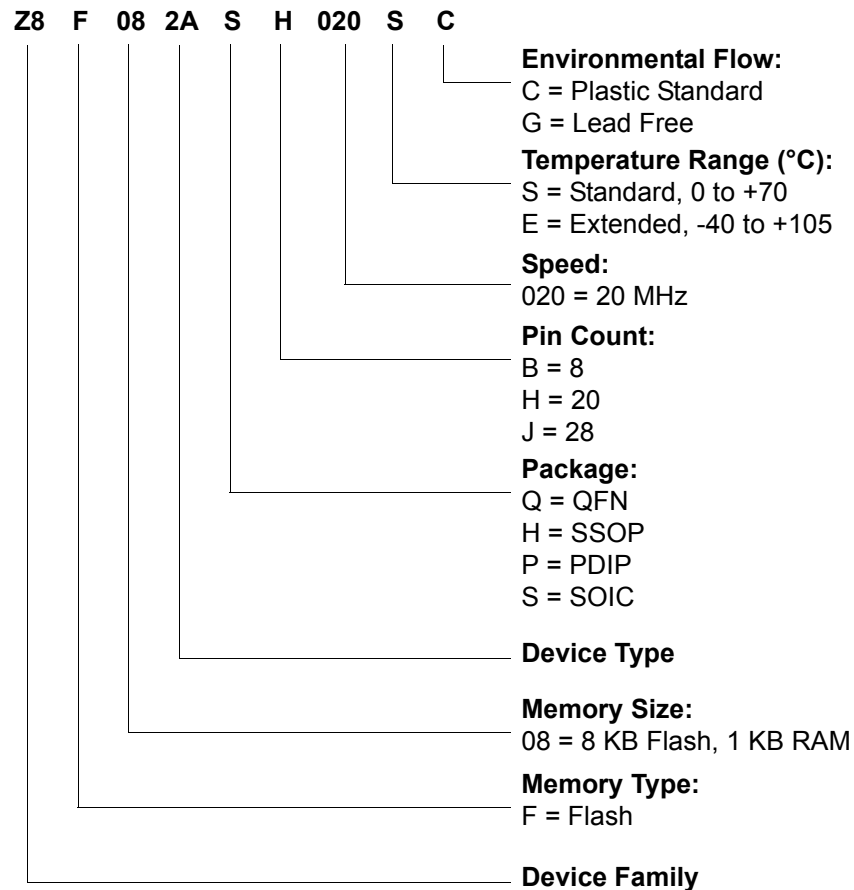 Z8 F 08 2A S H 020 S C
Environmental Flow:
C = Plastic Standard
G = Lead Free
Temperature Range (°C):
S = Standard, 0 to +70
E = Extended, -40 to +105
Speed:
020 = 20 MHz
Pin Count:
B = 8
H = 20
J = 28
Package:
Q = QFN
H = SSOP
P = PDIP
S = SOIC
Device Type
Memory Size:
08 = 8 KB Flash, 1 KB RAM
Memory Type:
F = Flash
Device Family